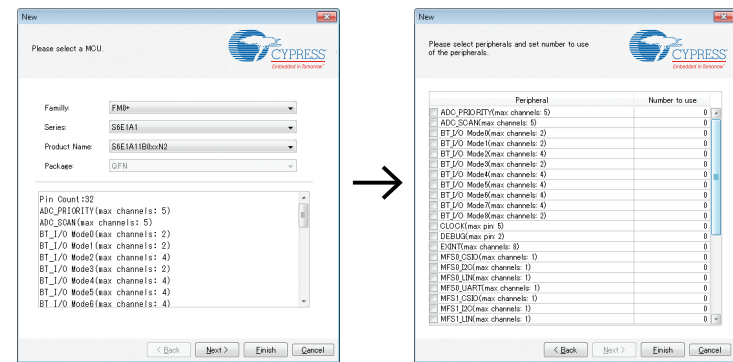 New
Please select a MCU.
CYPRESS
Embedded in Tomorrow™
Familly: FM0+
Series: S6E1A1
Product Name: S6E1A11B0xxN2
Package: QFN
Pin Count:32
ADC_PRIORITY(max channels: 5)
ADC_SCAN(max channels: 5)
BT_I/O Mode0(max channels: 2)
BT_I/O Mode1(max channels: 2)
BT_I/O Mode2(max channels: 4)
BT_I/O Mode3(max channels: 2)
BT_I/O Mode4(max channels: 4)
BT_I/O Mode5(max channels: 4)
BT_I/O Mode6(max channels: 4)
< Back Next > Finish Cancel
New
Please select peripherals and set number to use
of the peripherals.
CYPRESS
Embedded in Tomorrow™
Peripheral Number to use
ADC_PRIORITY(max channels: 5) 0
ADC_SCAN(max channels: 5) 0
BT_I/O Mode0(max channels: 2) 0
BT_I/O Mode1(max channels: 2) 0
BT_I/O Mode2(max channels: 4) 0
BT_I/O Mode3(max channels: 2) 0
BT_I/O Mode4(max channels: 4) 0
BT_I/O Mode5(max channels: 4) 0
BT_I/O Mode6(max channels: 4) 0
BT_I/O Mode7(max channels: 4) 0
BT_I/O Mode8(max channels: 2) 0
CLOCK(max pin: 5) 0
DEBUG(max pin: 2) 0
EXINT(max channels: 8) 0
MFS0_CSIO(max channels: 1) 0
MFS0_I2C(max channels: 1) 0
MFS0_LIN(max channels: 1) 0
MFS0_UART(max channels: 1) 0
MFS1_CSIO(max channels: 1) 0
MFS1_I2C(max channels: 1) 0
MFS1_LIN(max channels: 1) 0
< Back Next > Finish Cancel